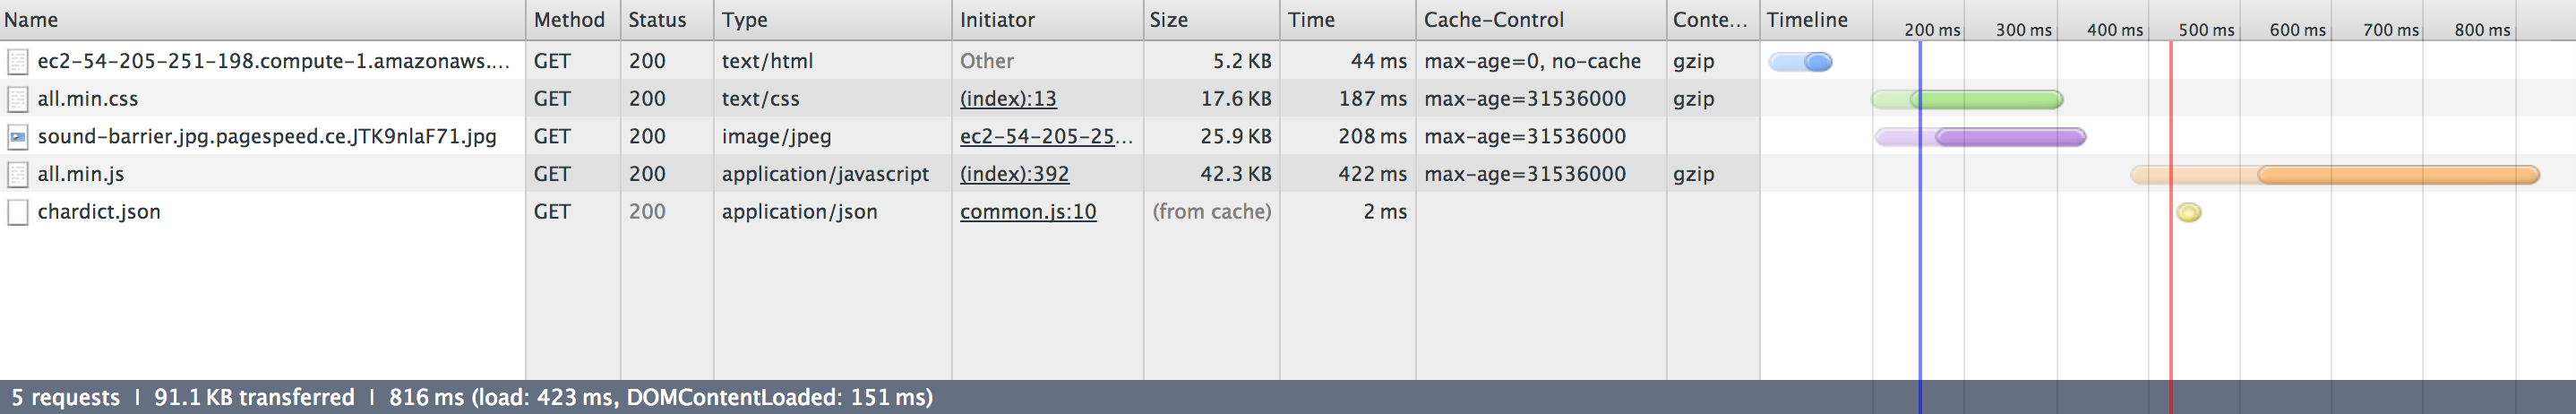 Name Method Status Type Initiator Size Time Cache-Control Conte... Timeline 200 ms 300 ms 400 ms 500 ms 600 ms 700 ms 800 ms
ec2-54-205-251-198.compute-1.amazonaws.... GET 200 text/html Other 5.2 KB 44 ms max-age=0, no-cache gzip
all.min.css GET 200 text/css (index):13 17.6 KB 187 ms max-age=31536000 gzip
sound-barrier.jpg.pagespeed.ce.JTK9nlaF71.jpg GET 200 image/jpeg ec2-54-205-25... 25.9 KB 208 ms max-age=31536000
all.min.js GET 200 application/javascript (index):392 42.3 KB 422 ms max-age=31536000 gzip
chardict.json GET 200 application/json common.js:10 (from cache) 2 ms
5 requests | 91.1 KB transferred | 816 ms (load: 423 ms, DOMContentLoaded: 151 ms)